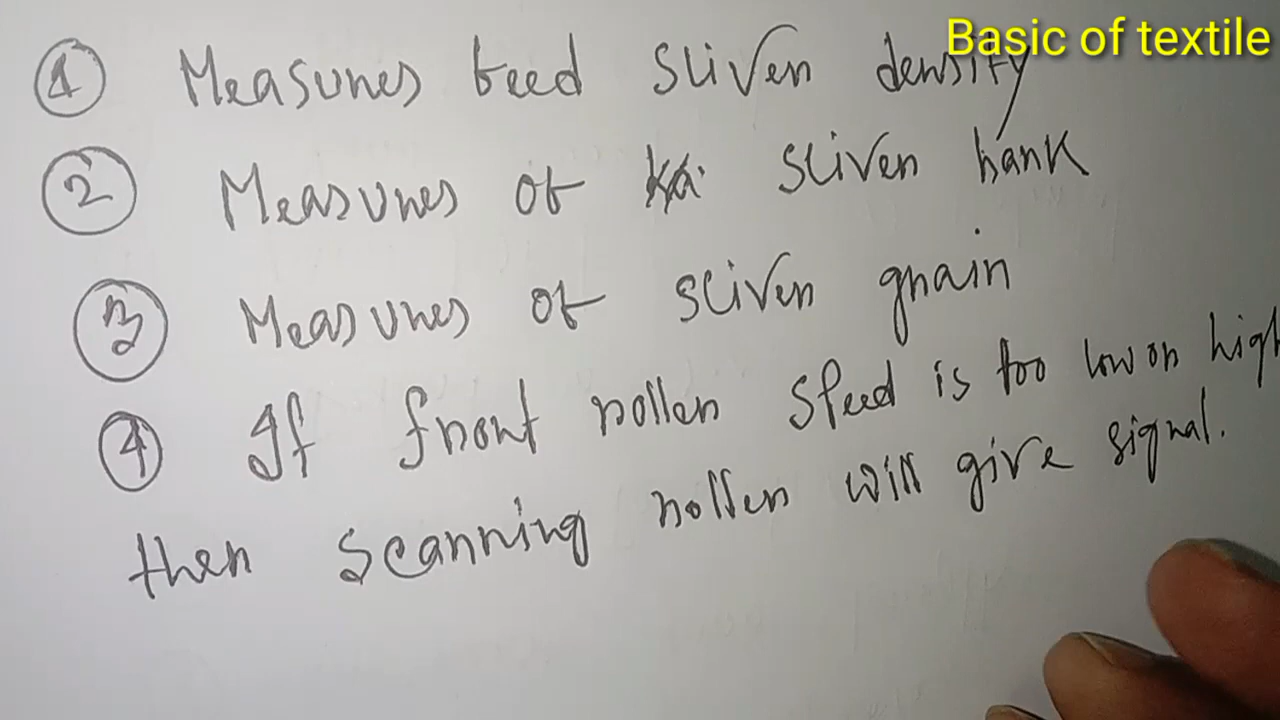 Basic of textile
① Measures feed sliver density
② Measures of sliver hank
③ Measures of sliver grain
④ If front roller speed is too low or high
then scanning roller will give signal.